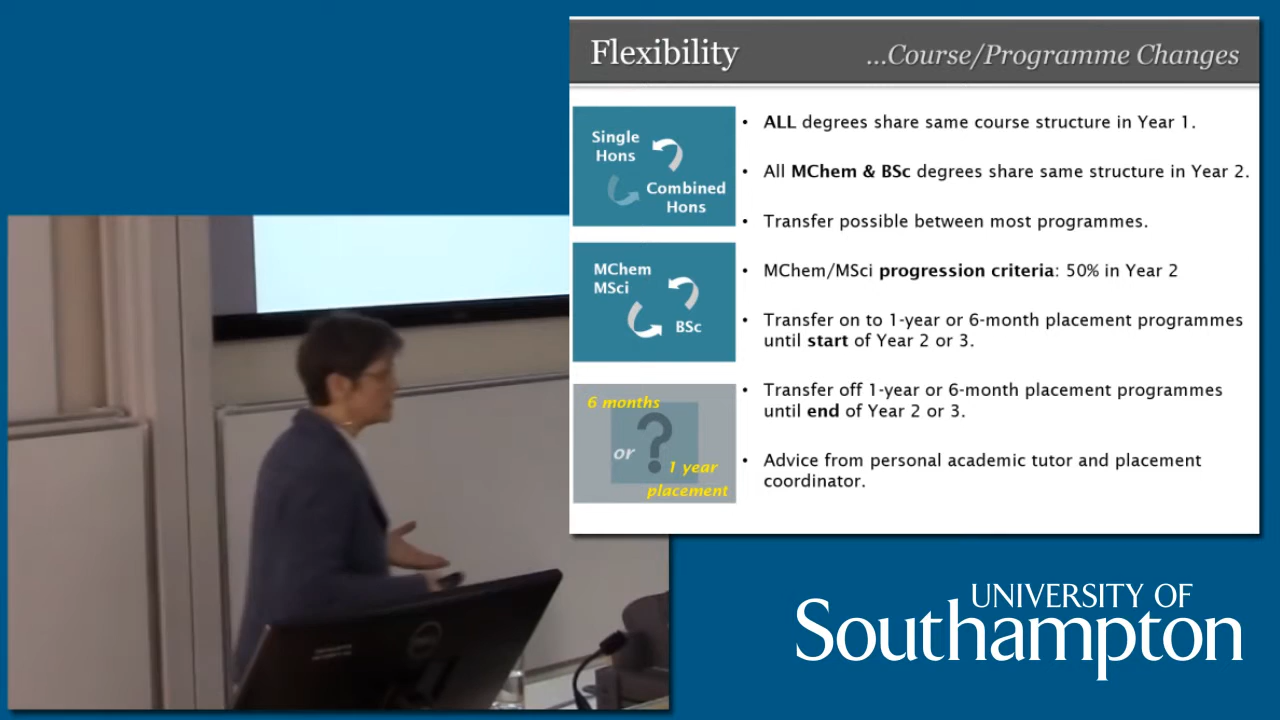 Flexibility
...Course/Programme Changes
Single
Hons
Combined
Hons
MChem
MSci
BSc
6 months
or
?
1 year
placement
• ALL degrees share same course structure in Year 1.
• All MChem & BSc degrees share same structure in Year 2.
• Transfer possible between most programmes.
• MChem/MSci progression criteria: 50% in Year 2
• Transfer on to 1-year or 6-month placement programmes
until start of Year 2 or 3.
• Transfer off 1-year or 6-month placement programmes
until end of Year 2 or 3.
• Advice from personal academic tutor and placement
coordinator.
DELL
UNIVERSITY OF
Southampton